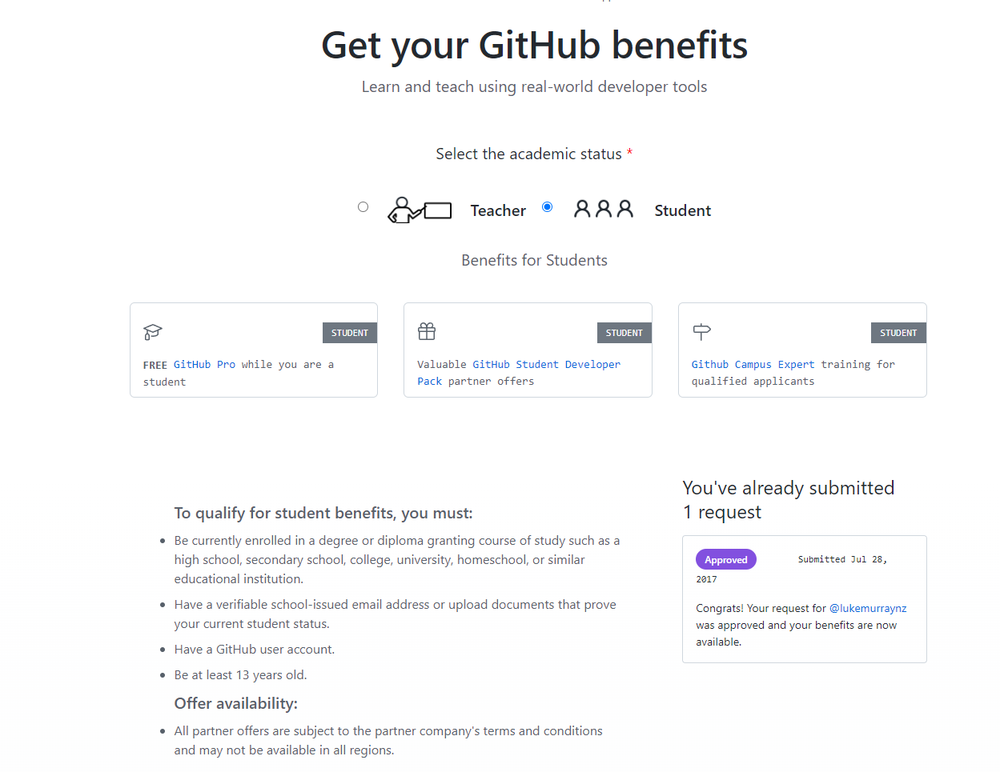 Get your GitHub benefits
Learn and teach using real-world developer tools
Select the academic status *
Teacher
Student
Benefits for Students
STUDENT
FREE GitHub Pro while you are a
student
STUDENT
Valuable GitHub Student Developer
Pack partner offers
STUDENT
Github Campus Expert training for
qualified applicants
To qualify for student benefits, you must:
Be currently enrolled in a degree or diploma granting course of study such as a
high school, secondary school, college, university, homeschool, or similar
educational institution.
Have a verifiable school-issued email address or upload documents that prove
your current student status.
Have a GitHub user account.
Be at least 13 years old.
Offer availability:
All partner offers are subject to the partner company's terms and conditions
and may not be available in all regions.
You've already submitted
1 request
Approved Submitted Jul 28,
2017
Congrats! Your request for @lukemurraynz
was approved and your benefits are now
available.